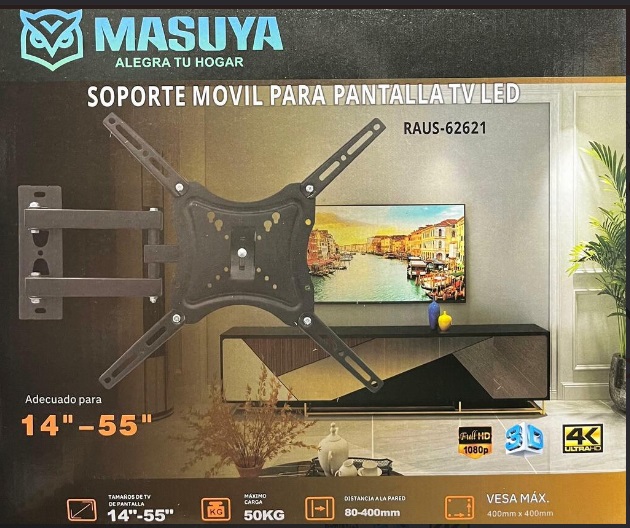 MASUYA
ALEGRA TU HOGAR
SOPORTE MOVIL PARA PANTALLA TV LED
RAUS-62621
Adecuado para
14"-55"
Full HD
1080p
3D
4K
ULTRA HD
TAMAÑOS DE TV
DE PANTALLA
14"-55"
KG
MÁXIMO
CARGA
50KG
DISTANCIA A LA PARED
80-400mm
VESA MÁX.
400mm x 400mm